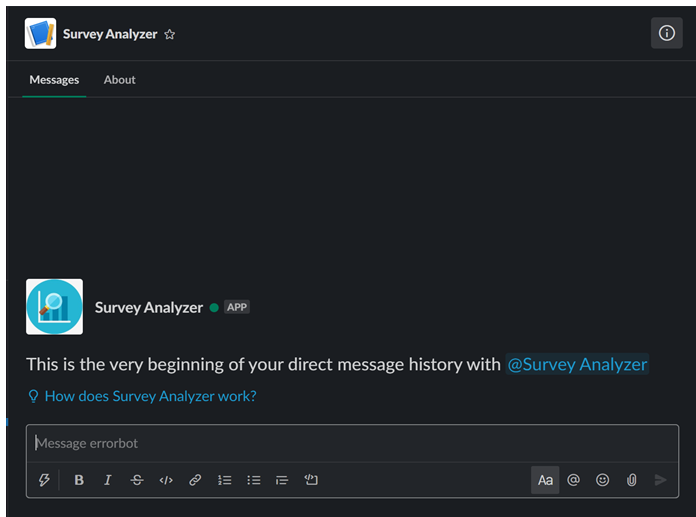 Survey Analyzer
Messages About
Survey Analyzer APP
This is the very beginning of your direct message history with @Survey Analyzer
How does Survey Analyzer work?
Message errorbot
B I S </> Aa @